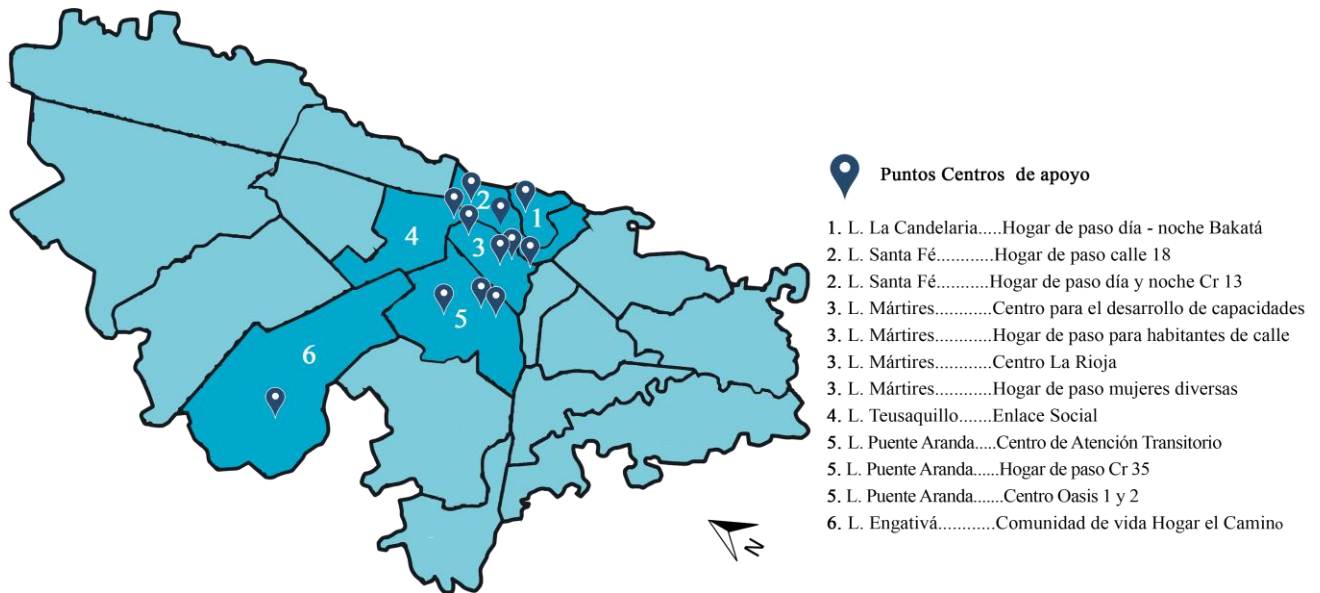 2
1
4
3
5
6
N
Puntos Centros de apoyo
1. L. La Candelaria.....Hogar de paso día - noche Bakatá
2. L. Santa Fé............Hogar de paso calle 18
2. L. Santa Fé...........Hogar de paso día y noche Cr 13
3. L. Mártires............Centro para el desarrollo de capacidades
3. L. Mártires............Hogar de paso para habitantes de calle
3. L. Mártires............Centro La Rioja
3. L. Mártires............Hogar de paso mujeres diversas
4. L. Teusaquillo.......Enlace Social
5. L. Puente Aranda.....Centro de Atención Transitorio
5. L. Puente Aranda......Hogar de paso Cr 35
5. L. Puente Aranda.......Centro Oasis 1 y 2
6. L. Engativá...........Comunidad de vida Hogar el Camino